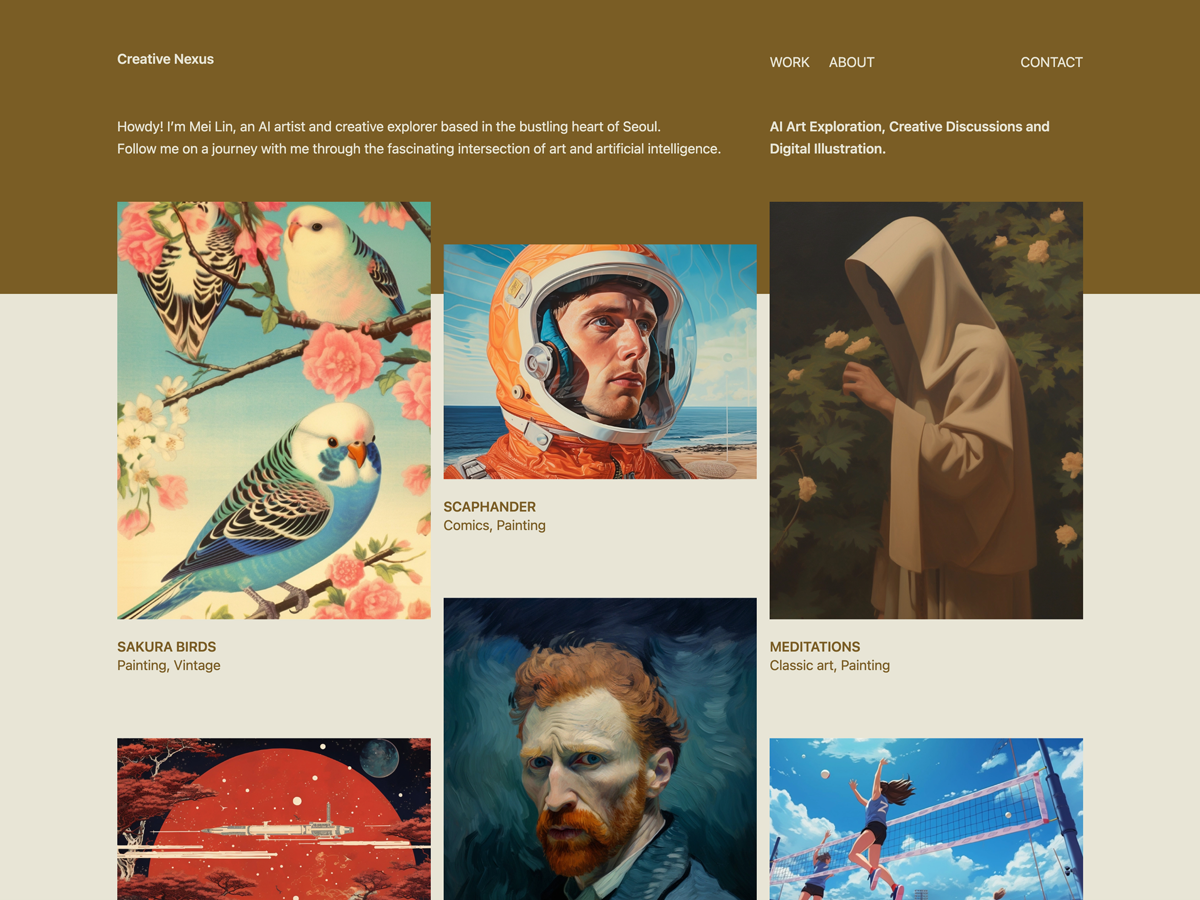 Creative Nexus
WORK ABOUT CONTACT
Howdy! I’m Mei Lin, an AI artist and creative explorer based in the bustling heart of Seoul.
Follow me on a journey with me through the fascinating intersection of art and artificial intelligence.
AI Art Exploration, Creative Discussions and
Digital Illustration.
SAKURA BIRDS
Painting, Vintage
SCAPHANDER
Comics, Painting
MEDITATIONS
Classic art, Painting